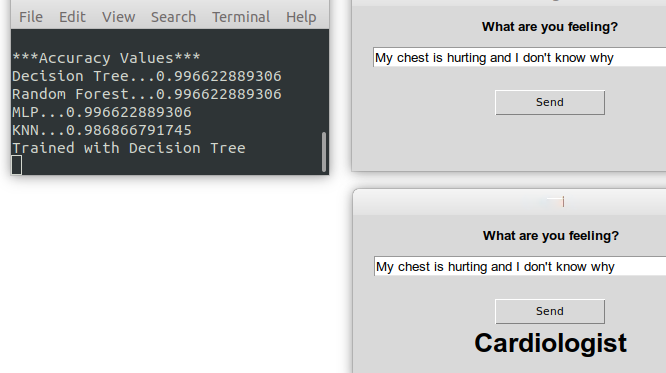 File Edit View Search Terminal Help
***Accuracy Values***
Decision Tree...0.996622889306
Random Forest...0.996622889306
MLP...0.996622889306
KNN...0.986866791745
Trained with Decision Tree
What are you feeling?
My chest is hurting and I don't know why
Send
What are you feeling?
My chest is hurting and I don't know why
Send
Cardiologist